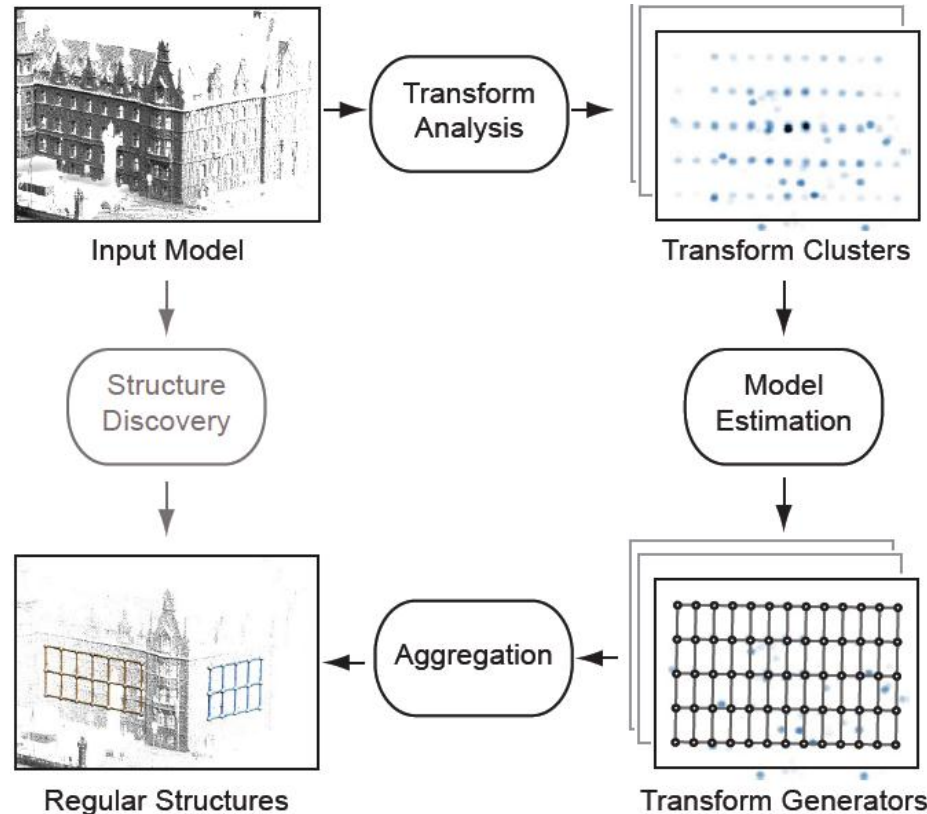 Transform
Analysis
Input Model
Transform Clusters
Structure
Discovery
Model
Estimation
Aggregation
Regular Structures
Transform Generators